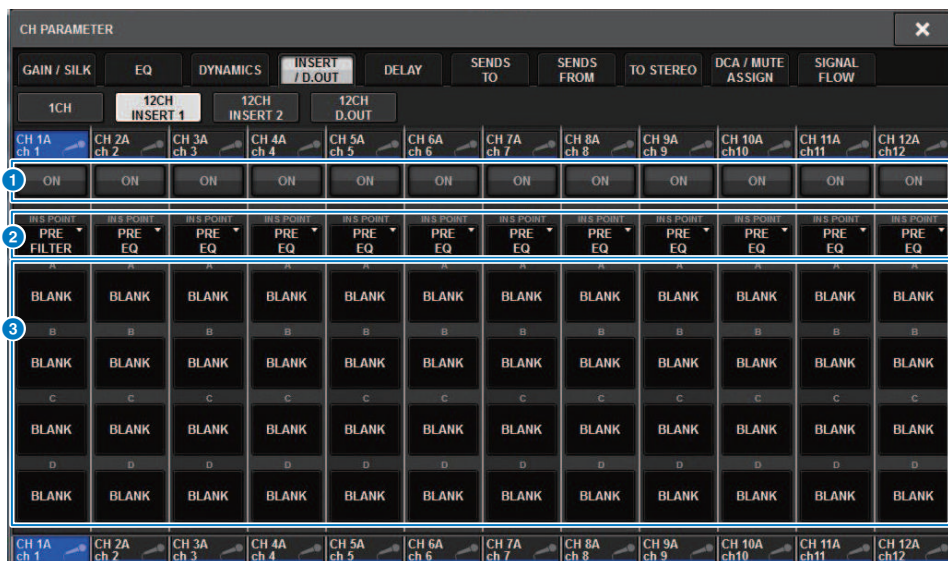 CH PARAMETER ×
GAIN / SILK EQ DYNAMICS INSERT / D.OUT DELAY SENDS TO SENDS FROM TO STEREO DCA / MUTE ASSIGN SIGNAL FLOW
1CH 12CH INSERT 1 12CH INSERT 2 12CH D.OUT
CH 1A CH 2A CH 3A CH 4A CH 5A CH 6A CH 7A CH 8A CH 9A CH 10A CH 11A CH 12A
ch 1 ch 2 ch 3 ch 4 ch 5 ch 6 ch 7 ch 8 ch 9 ch10 ch11 ch12
1 ON ON ON ON ON ON ON ON ON ON ON ON
INS POINT INS POINT INS POINT INS POINT INS POINT INS POINT INS POINT INS POINT INS POINT INS POINT INS POINT INS POINT
2 PRE PRE PRE PRE PRE PRE PRE PRE PRE PRE PRE PRE
FILTER EQ EQ EQ EQ EQ EQ EQ EQ EQ EQ EQ
A A A A A A A A A A A A
BLANK BLANK BLANK BLANK BLANK BLANK BLANK BLANK BLANK BLANK BLANK BLANK
3 B B B B B B B B B B B B
BLANK BLANK BLANK BLANK BLANK BLANK BLANK BLANK BLANK BLANK BLANK BLANK
C C C C C C C C C C C C
BLANK BLANK BLANK BLANK BLANK BLANK BLANK BLANK BLANK BLANK BLANK BLANK
D D D D D D D D D D D D
BLANK BLANK BLANK BLANK BLANK BLANK BLANK BLANK BLANK BLANK BLANK BLANK
CH 1A CH 2A CH 3A CH 4A CH 5A CH 6A CH 7A CH 8A CH 9A CH 10A CH 11A CH 12A
ch 1 ch 2 ch 3 ch 4 ch 5 ch 6 ch 7 ch 8 ch 9 ch10 ch11 ch12